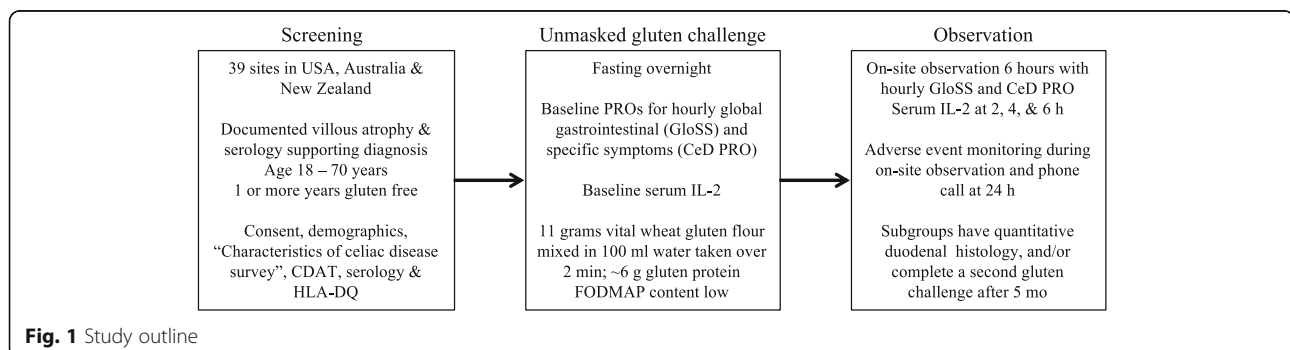 Screening
39 sites in USA, Australia &
New Zealand
Documented villous atrophy &
serology supporting diagnosis
Age 18 – 70 years
1 or more years gluten free
Consent, demographics,
“Characteristics of celiac disease
survey”, CDAT, serology &
HLA-DQ
Unmasked gluten challenge
Fasting overnight
Baseline PROs for hourly global
gastrointestinal (GloSS) and
specific symptoms (CeD PRO)
Baseline serum IL-2
11 grams vital wheat gluten flour
mixed in 100 ml water taken over
2 min; ~6 g gluten protein
FODMAP content low
Observation
On-site observation 6 hours with
hourly GloSS and CeD PRO
Serum IL-2 at 2, 4, & 6 h
Adverse event monitoring during
on-site observation and phone
call at 24 h
Subgroups have quantitative
duodenal histology, and/or
complete a second gluten
challenge after 5 mo
Fig. 1 Study outline